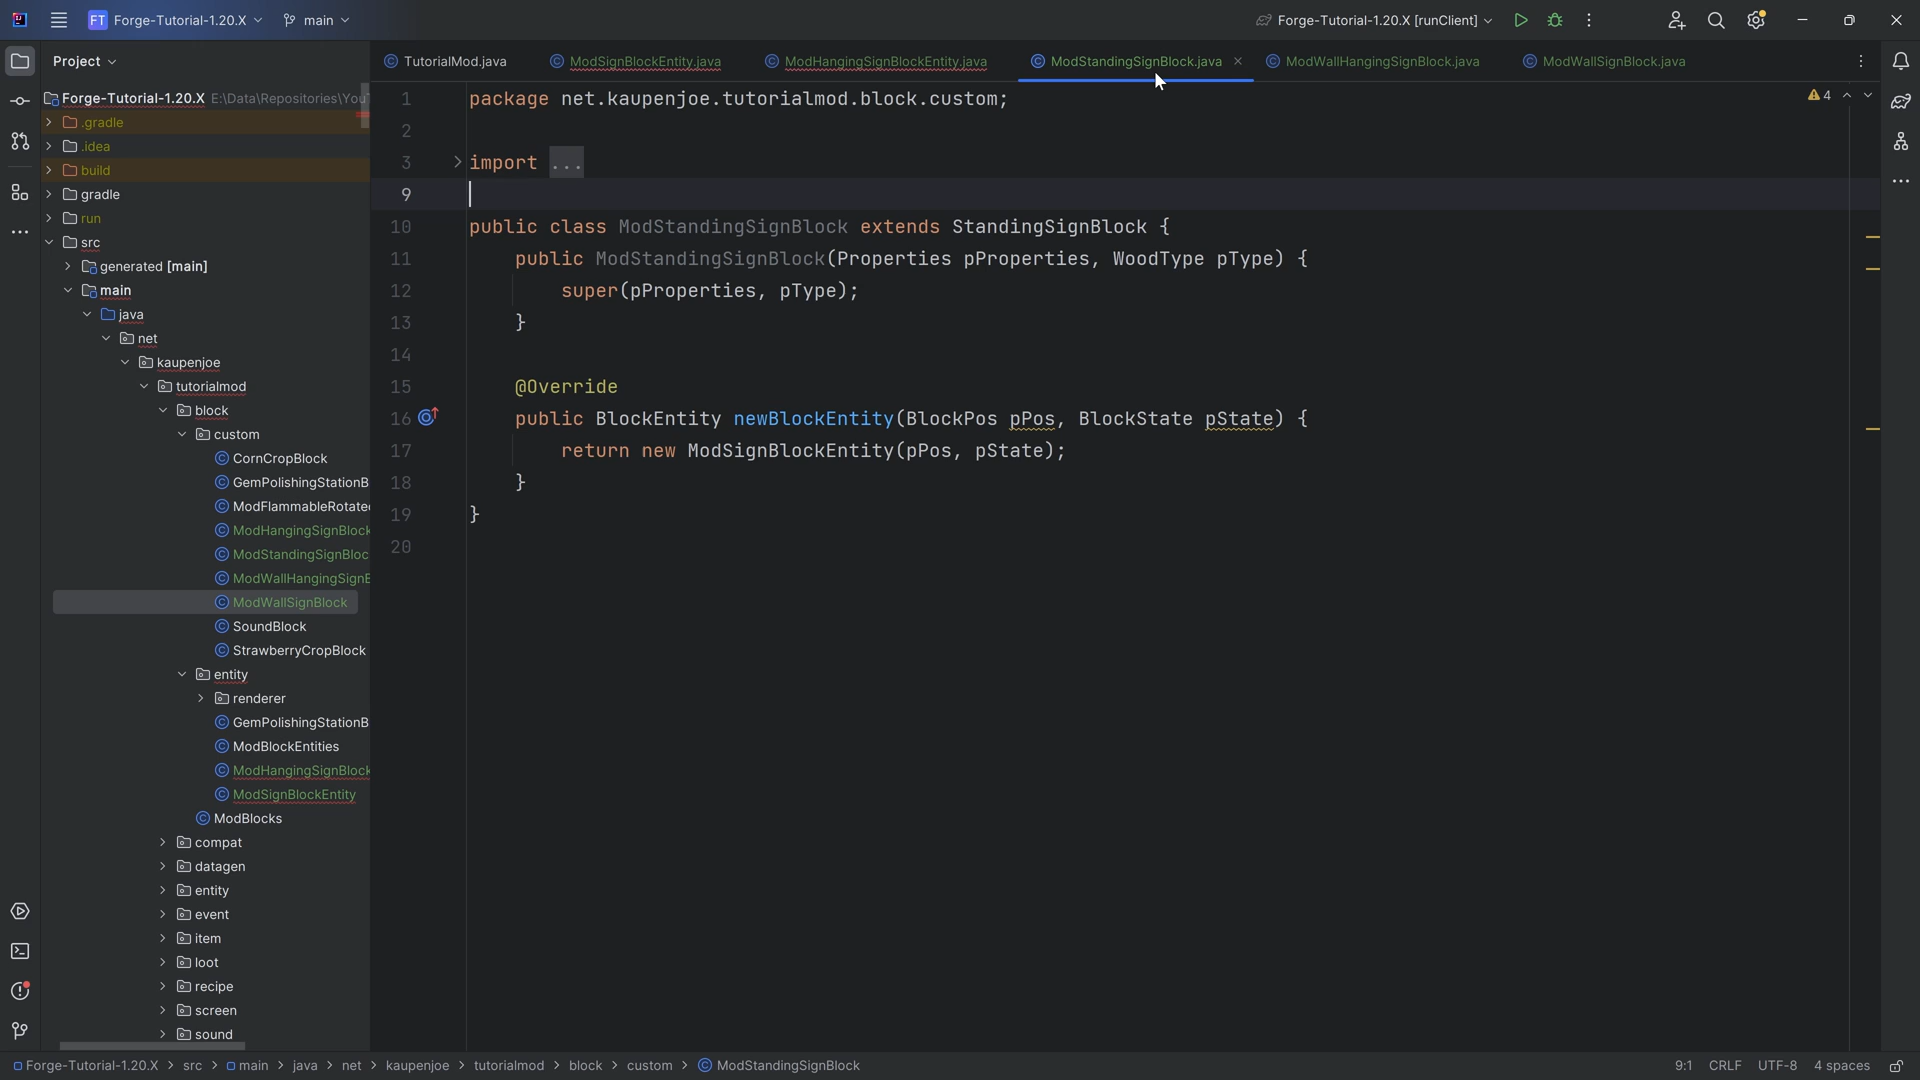 FT Forge-Tutorial-1.20.X main Forge-Tutorial-1.20.X [runClient]
Project
TutorialMod.java ModSignBlockEntity.java ModHangingSignBlockEntity.java ModStandingSignBlock.java ModWallHangingSignBlock.java ModWallSignBlock.java
Forge-Tutorial-1.20.X E:\Data\Repositories\You
.gradle
.idea
build
gradle
run
src
generated [main]
main
java
net
kaupenjoe
tutorialmod
block
custom
CornCropBlock
GemPolishingStationB
ModFlammableRotate
ModHangingSignBlock
ModStandingSignBloc
ModWallHangingSignB
ModWallSignBlock
SoundBlock
StrawberryCropBlock
entity
renderer
GemPolishingStationB
ModBlockEntities
ModHangingSignBlock
ModSignBlockEntity
ModBlocks
compat
datagen
entity
event
item
loot
recipe
screen
sound
4
1 package net.kaupenjoe.tutorialmod.block.custom;
2
3 import ...
9
10 public class ModStandingSignBlock extends StandingSignBlock {
11 public ModStandingSignBlock(Properties pProperties, WoodType pType) {
12 super(pProperties, pType);
13 }
14
15 @Override
16 public BlockEntity newBlockEntity(BlockPos pPos, BlockState pState) {
17 return new ModSignBlockEntity(pPos, pState);
18 }
19 }
20
Forge-Tutorial-1.20.X > src > main > java > net > kaupenjoe > tutorialmod > block > custom > ModStandingSignBlock 9:1 CRLF UTF-8 4 spaces